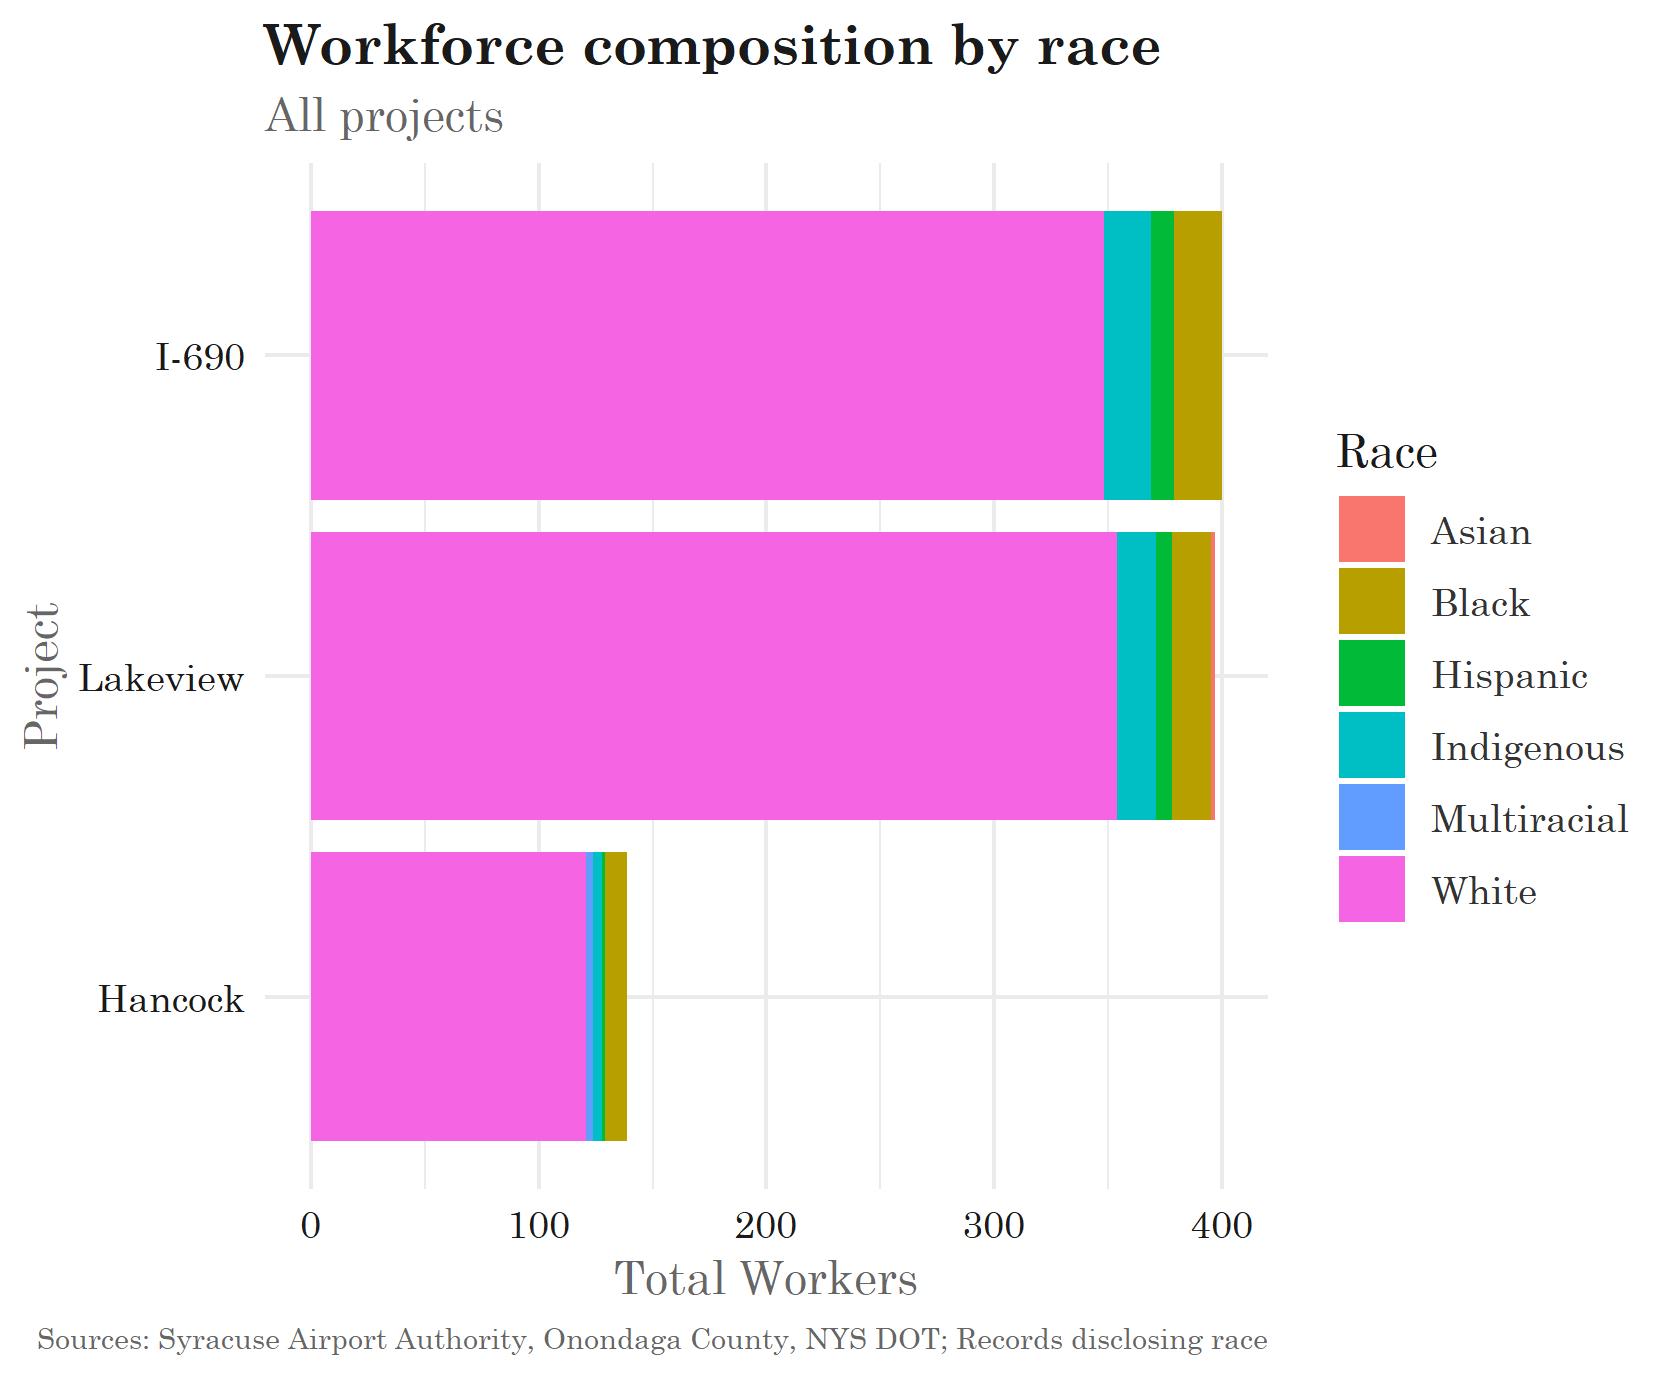 Workforce composition by race
All projects
I-690
Lakeview
Hancock
Project
0 100 200 300 400
Total Workers
Race
Asian
Black
Hispanic
Indigenous
Multiracial
White
Sources: Syracuse Airport Authority, Onondaga County, NYS DOT; Records disclosing race